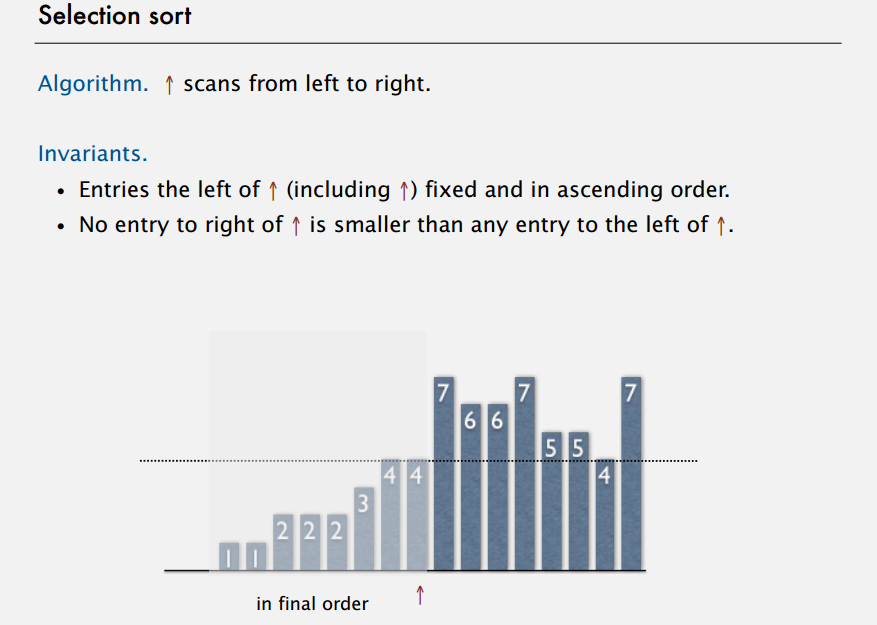 Selection sort
Algorithm. ↑ scans from left to right.
Invariants.
• Entries the left of ↑ (including ↑) fixed and in ascending order.
• No entry to right of ↑ is smaller than any entry to the left of ↑.
1 1 2 2 2 3 4 4 7 6 6 7 5 5 4 7
in final order ↑